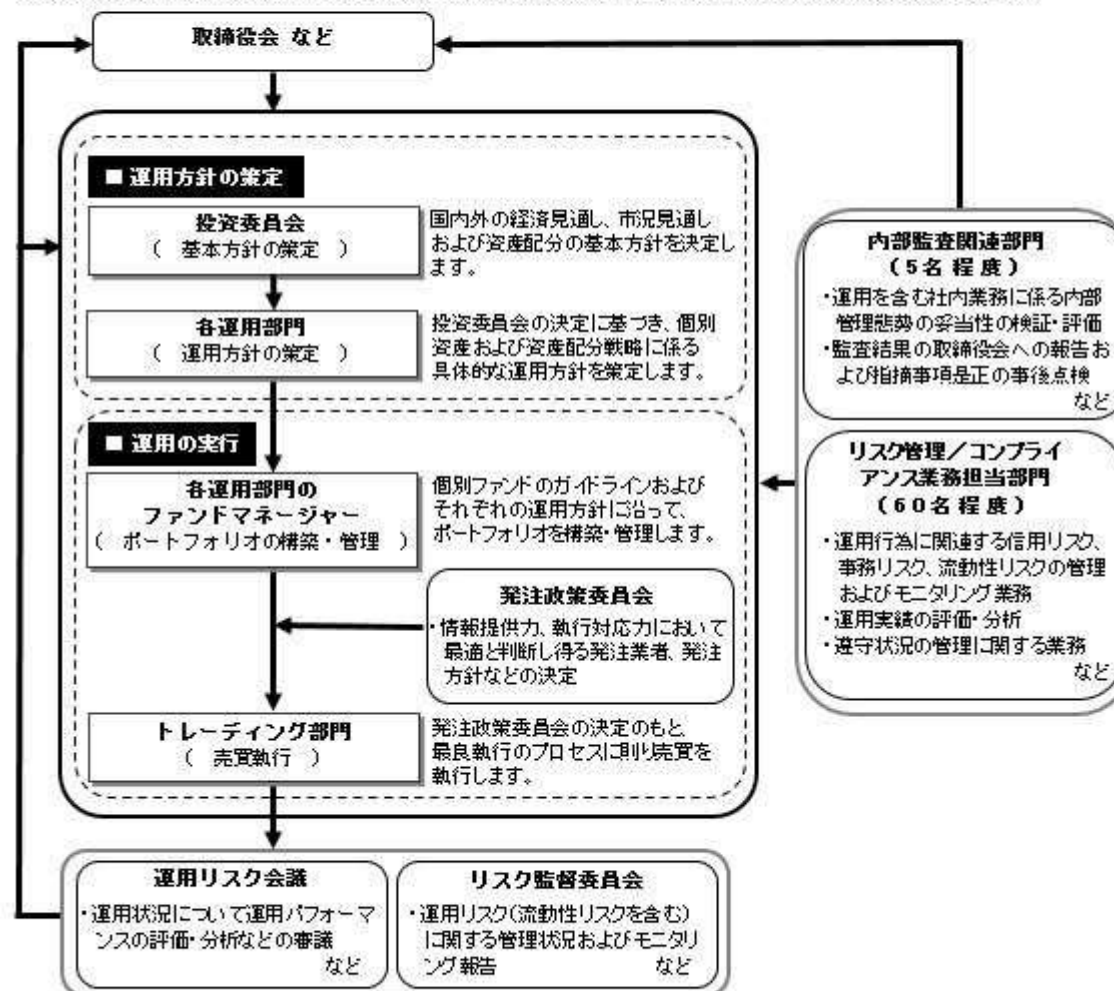 取締役会 など
■ 運用方針の策定
投資委員会
（ 基本方針の策定 ）
国内外の経済見通し、市況見通し
および資産配分の基本方針を決定し
ます。
各運用部門
（ 運用方針の策定 ）
投資委員会の決定に基づき、個別
資産および資産配分戦略に係る
具体的な運用方針を策定します。
■ 運用の実行
各運用部門の
ファンドマネージャー
（ ポートフォリオの構築・管理 ）
個別ファンドのガイドラインおよび
それぞれの運用方針に沿って、
ポートフォリオを構築・管理します。
発注政策委員会
・情報提供力、執行対応力において
最適と判断し得る発注業者、発注
方針などの決定
トレーディング部門
（ 売買執行 ）
発注政策委員会の決定のもと
最良執行のプロセスに則り売買を
執行します。
内部監査関連部門
（5名程度）
・運用を含む社内業務に係る内部
管理態勢の妥当性の検証・評価
・監査結果の取締役会への報告お
よび指摘事項是正の事後点検
など
リスク管理／コンプライ
アンス業務担当部門
（60名程度）
・運用行為に関連する信用リスク、
事務リスク、流動性リスクの管理
およびモニタリング業務
・運用実績の評価・分析
・遵守状況の管理に関する業務
など
運用リスク会議
・運用状況について運用パフォーマ
ンスの評価・分析などの審議
など
リスク監督委員会
・運用リスク（流動性リスクを含む）
に関する管理状況およびモニタリ
ング報告 など